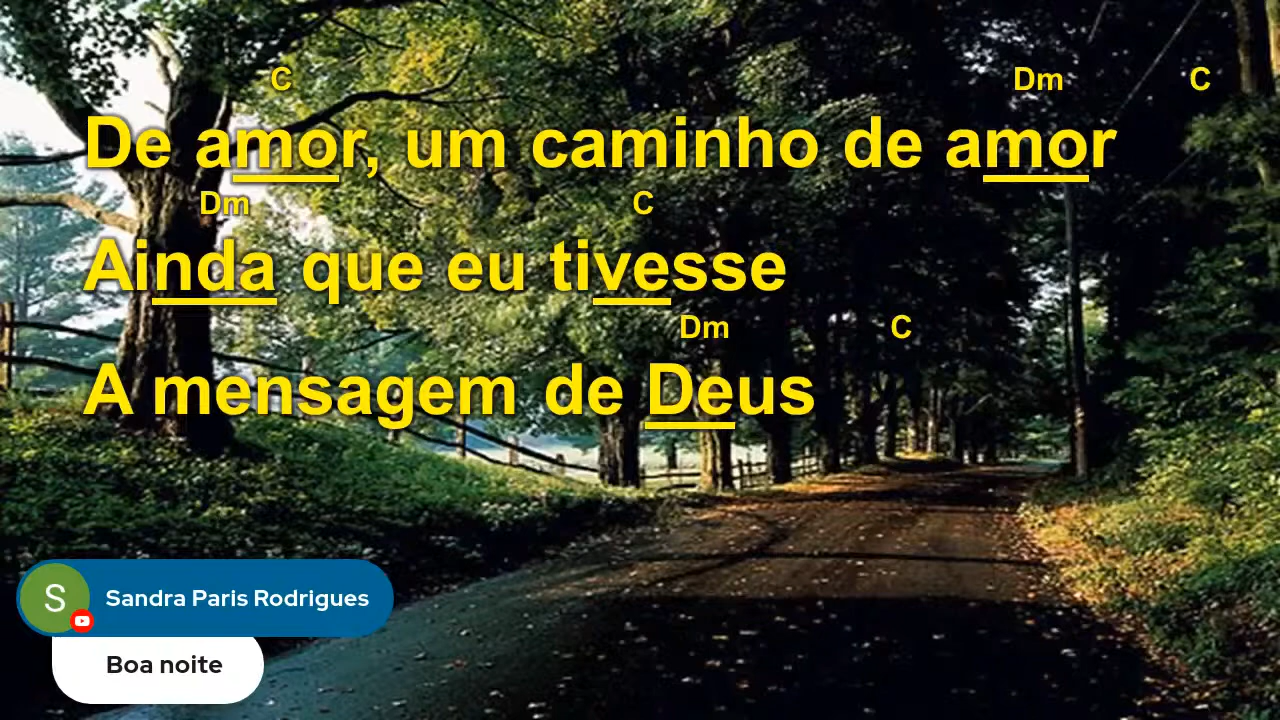 C Dm C
De amor, um caminho de amor
Dm C
Ainda que eu tivesse
Dm C
A mensagem de Deus
S
Sandra Paris Rodrigues
Boa noite